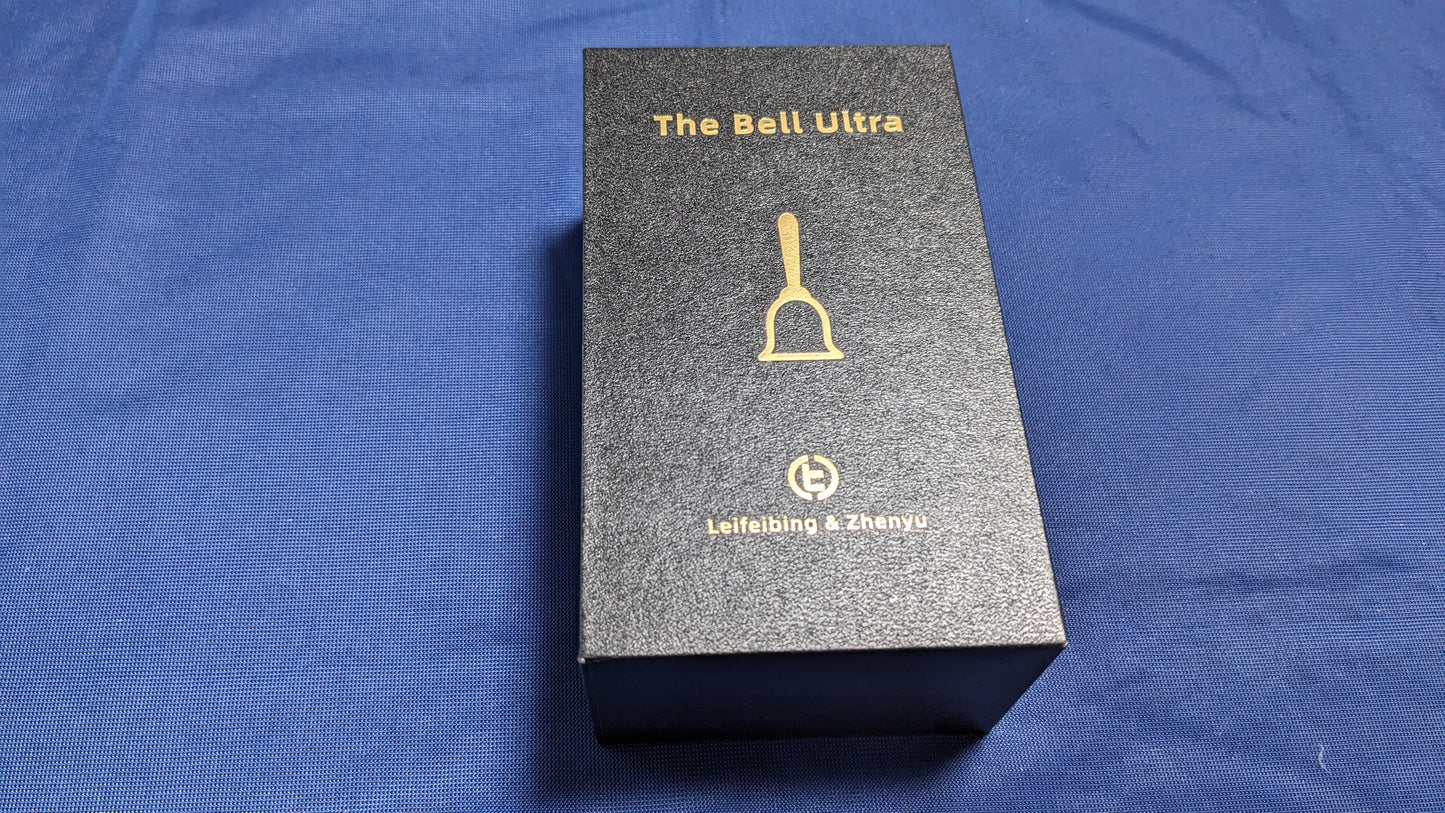 The Bell Ultra
Leifeibing & Zhenyu